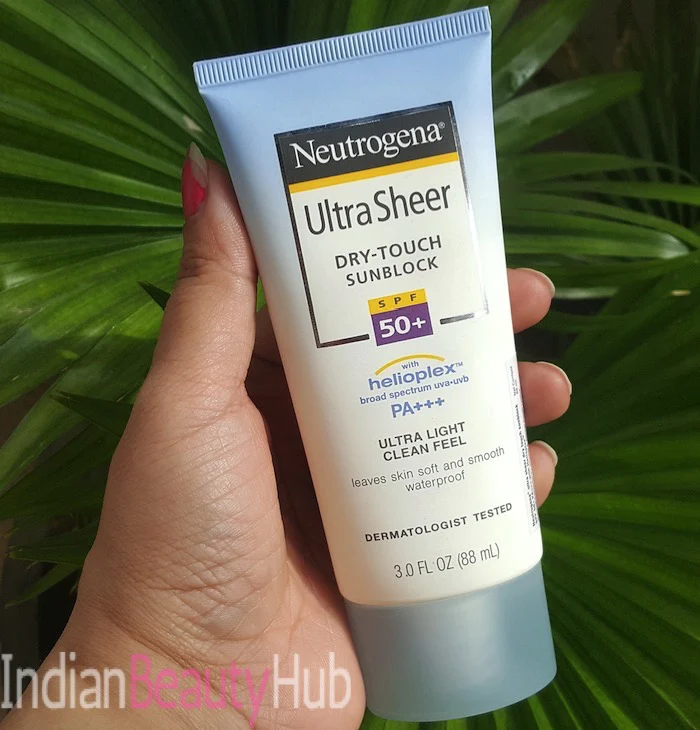 Neutrogena®
Ultra Sheer
DRY-TOUCH
SUNBLOCK
SPF
50+
with
helioplex™
broad spectrum uva•uvb
PA+++
ULTRA LIGHT
CLEAN FEEL
leaves skin soft and smooth
waterproof
DERMATOLOGIST TESTED
3.0 FL OZ (88 mL)
IndianBeautyHub